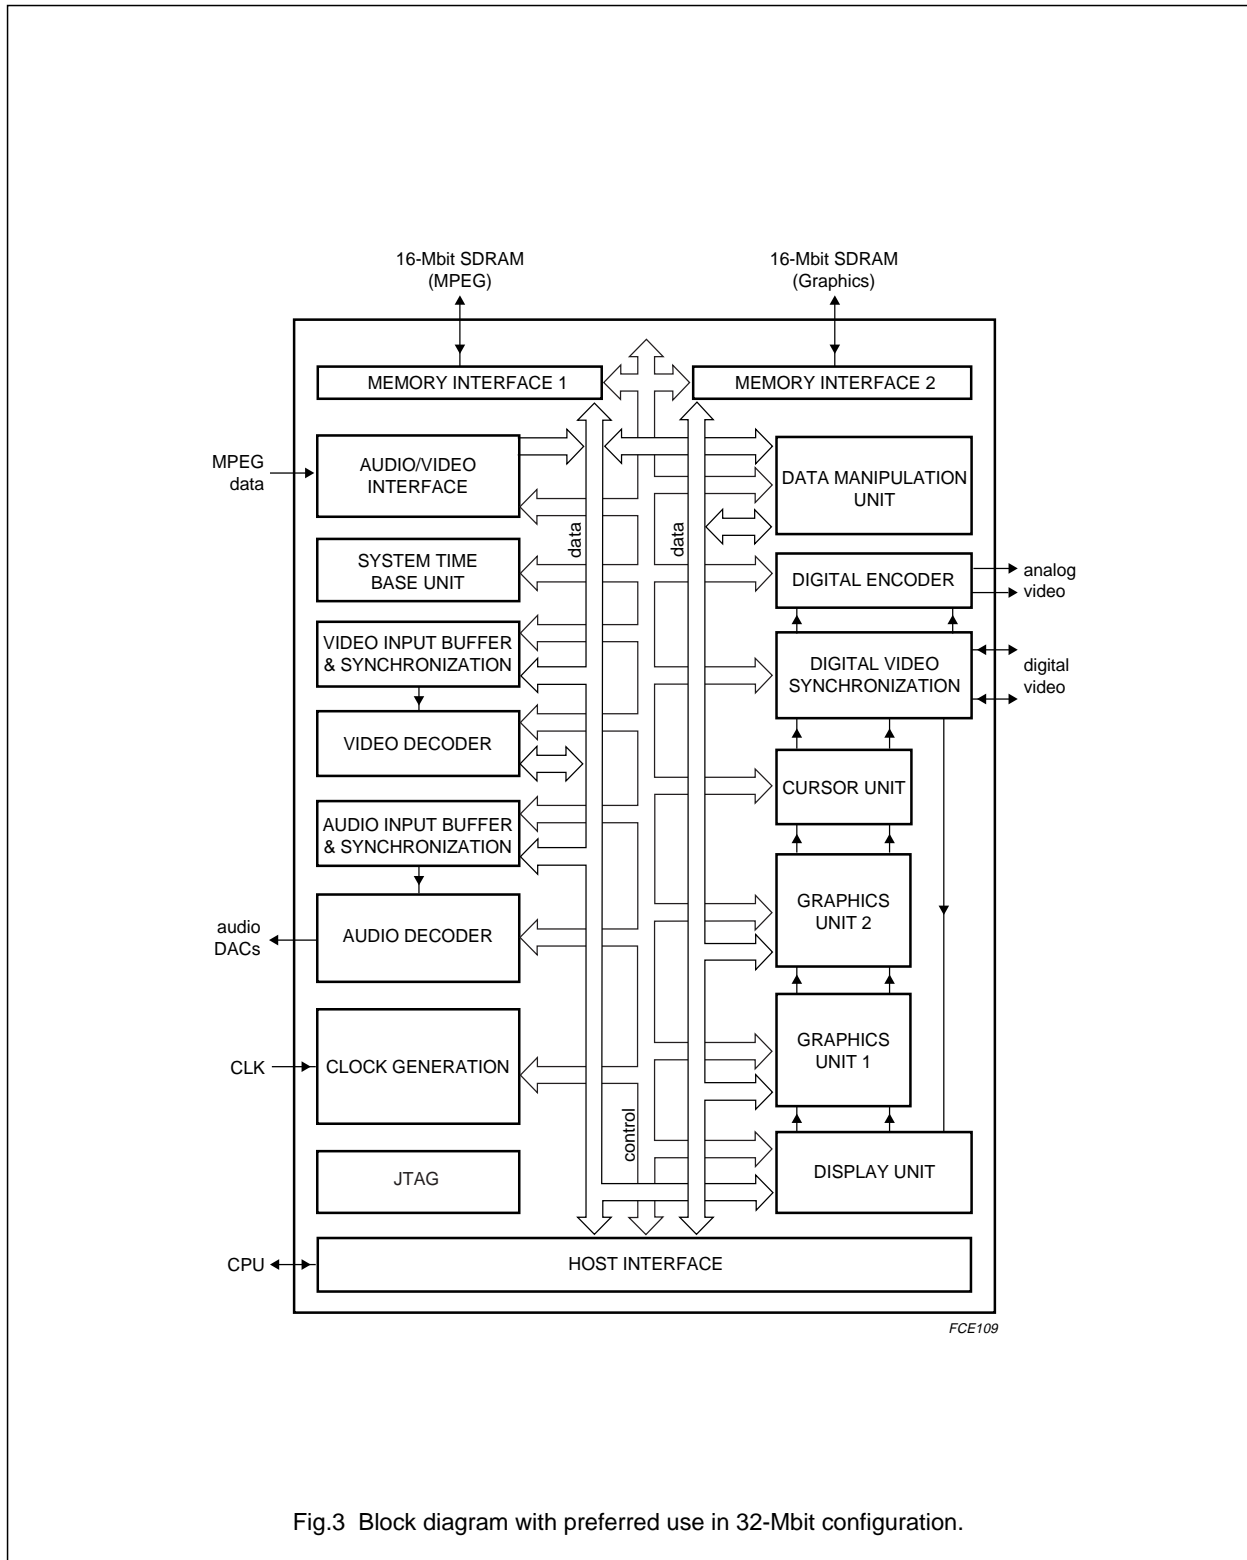 16-Mbit SDRAM
(MPEG)
16-Mbit SDRAM
(Graphics)
MEMORY INTERFACE 1
MEMORY INTERFACE 2
MPEG
data
AUDIO/VIDEO
INTERFACE
DATA MANIPULATION
UNIT
data
data
SYSTEM TIME
BASE UNIT
DIGITAL ENCODER
analog
video
VIDEO INPUT BUFFER
& SYNCHRONIZATION
DIGITAL VIDEO
SYNCHRONIZATION
digital
video
VIDEO DECODER
CURSOR UNIT
AUDIO INPUT BUFFER
& SYNCHRONIZATION
GRAPHICS
UNIT 2
audio
DACs
AUDIO DECODER
GRAPHICS
UNIT 1
CLK
CLOCK GENERATION
control
JTAG
DISPLAY UNIT
CPU
HOST INTERFACE
FCE109
Fig.3 Block diagram with preferred use in 32-Mbit configuration.